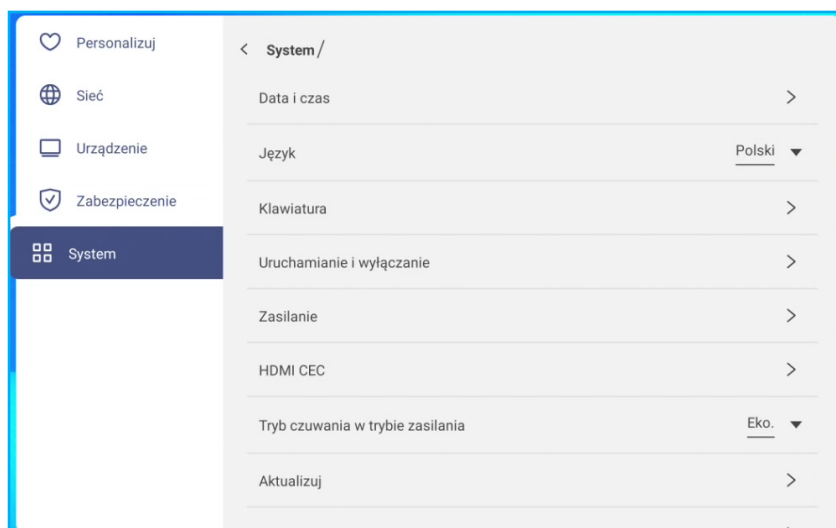 Personalizuj
Sieć
Urządzenie
Zabezpieczenie
System
System/
Data i czas
Język Polski
Klawiatura
Uruchamianie i wyłączanie
Zasilanie
HDMI CEC
Tryb czuwania w trybie zasilania Eko.
Aktualizuj